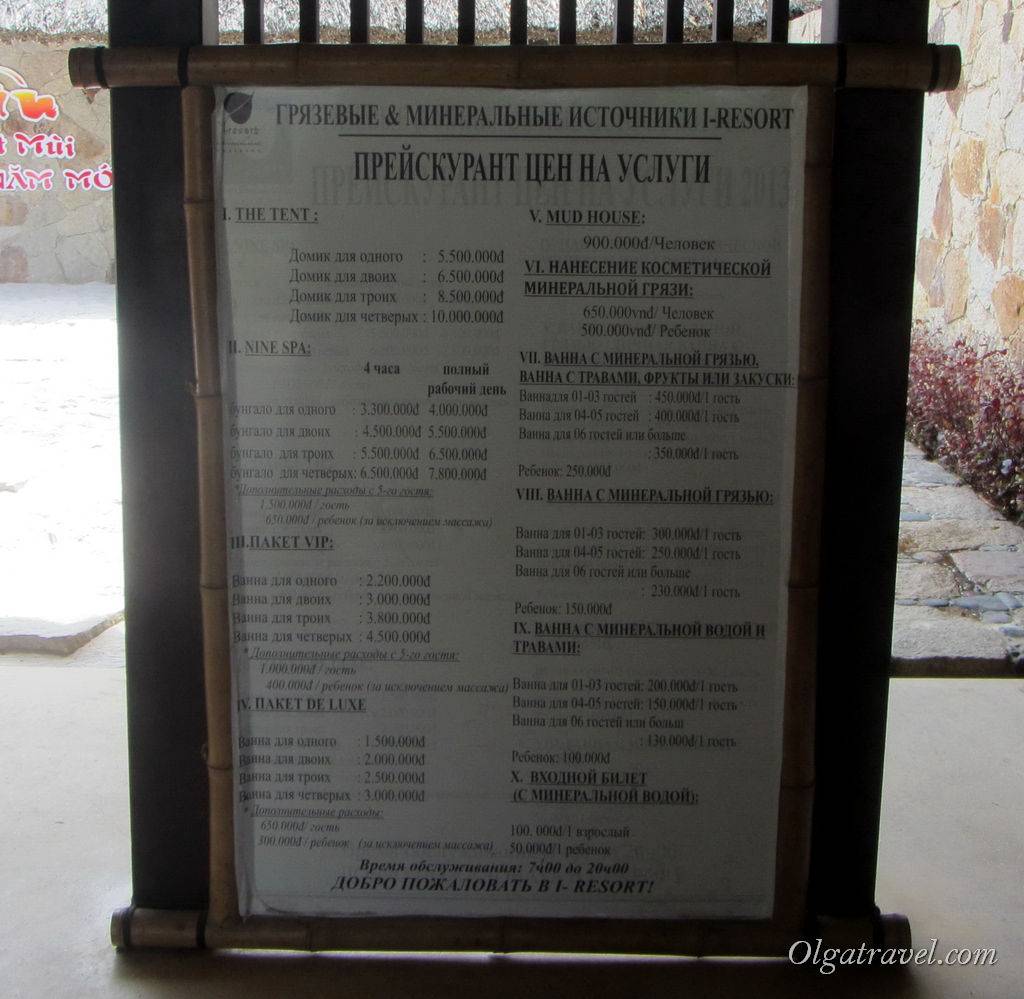 Mùi
NĂM MỚ
i-resort
ГРЯЗЕВЫЕ & МИНЕРАЛЬНЫЕ ИСТОЧНИКИ I-RESORT
ПРЕЙСКУРАНТ ЦЕН НА УСЛУГИ
I. THE TENT :
Домик для одного : 5.500.000đ
Домик для двоих : 6.500.000đ
Домик для троих : 8.500.000đ
Домик для четверых : 10.000.000đ
II. NINE SPA:
4 часа полный
рабочий день
бунгало для одного : 3.300.000đ 4.000.000đ
бунгало для двоих : 4.500.000đ 5.500.000đ
бунгало для троих : 5.500.000đ 6.500.000đ
бунгало для четверых: 6.500.000đ 7.800.000đ
*Дополнительные расходы с 5-го гостя:
1.500.000đ / гость
650.000đ / ребенок (за исключением массажа)
III.ПАКЕТ VIP:
Ванна для одного : 2.200.000đ
Ванна для двоих : 3.000.000đ
Ванна для троих : 3.800.000đ
Ванна для четверых : 4.500.000đ
* Дополнительные расходы с 5-го гостя:
1.000.000đ / гость
400.000đ / ребенок (за исключением массажа)
IV. ПАКЕТ DE LUXE
Ванна для одного : 1.500.000đ
Ванна для двоих : 2.000.000đ
Ванна для троих : 2.500.000đ
Ванна для четверых : 3.000.000đ
* Дополнительные расходы:
650.000đ/ гость
300.000đ / ребенок (за исключением массажа)
V. MUD HOUSE:
900.000đ/Человек
VI. НАНЕСЕНИЕ КОСМЕТИЧЕСКОЙ
МИНЕРАЛЬНОЙ ГРЯЗИ:
650.000vnd/ Человек
500.000vnd/ Ребенок
VII. ВАННА С МИНЕРАЛЬНОЙ ГРЯЗЬЮ,
ВАННА С ТРАВАМИ, ФРУКТЫ ИЛИ ЗАКУСКИ:
Ваннадля 01-03 гостей : 450.000đ/1 гость
Ванна для 04-05 гостей : 400.000đ/1 гость
Ванна для 06 гостей или больше
: 350.000đ/1 гость
Ребенок: 250.000đ
VIII. ВАННА С МИНЕРАЛЬНОЙ ГРЯЗЬЮ:
Ванна для 01-03 гостей: 300.000đ/1 гость
Ванна для 04-05 гостей: 250.000đ/1 гость
Ванна для 06 гостей или больше
: 230.000đ/1 гость
Ребенок: 150.000đ
IX. ВАННА С МИНЕРАЛЬНОЙ ВОДОЙ И
ТРАВАМИ:
Ванна для 01-03 гостей: 200.000đ/1 гость
Ванна для 04-05 гостей: 150.000đ/1 гость
Ванна для 06 гостей или больш
: 130.000đ/1 гость
Ребенок: 100.000đ
X. ВХОДНОЙ БИЛЕТ
(С МИНЕРАЛЬНОЙ ВОДОЙ):
100. 000đ/1 взрослый
50.000đ/1 ребенок
Время обслуживания: 7ч00 до 20ч00
ДОБРО ПОЖАЛОВАТЬ В I- RESORT!
Olgatravel.com